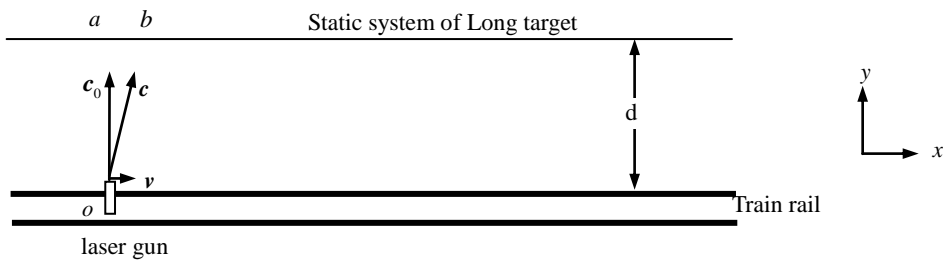 a b Static system of Long target
c₀ c
y
d
x
v
o
Train rail
laser gun